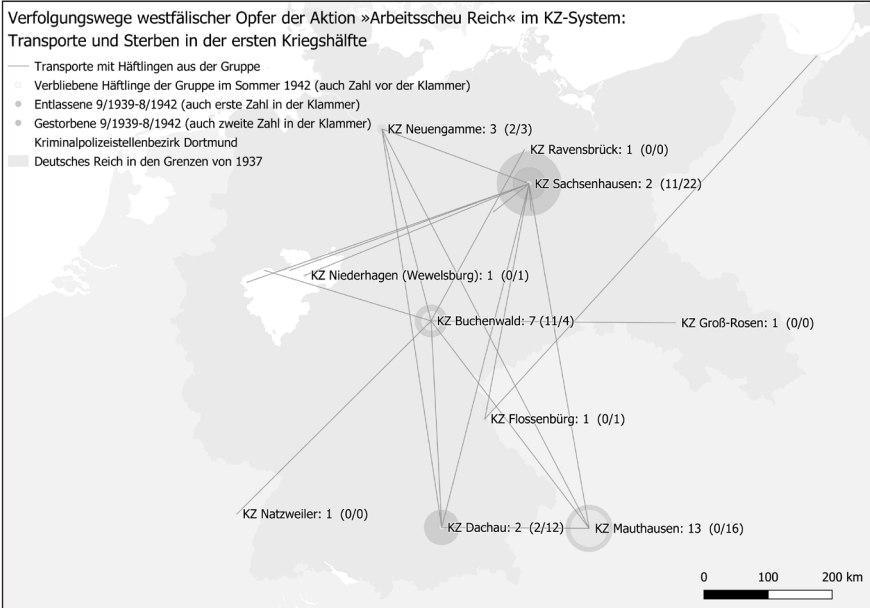 Verfolgungswege westfälischer Opfer der Aktion »Arbeitsscheu Reich« im KZ-System:
Transporte und Sterben in der ersten Kriegshälfte
Transporte mit Häftlingen aus der Gruppe
Verbliebene Häftlinge der Gruppe im Sommer 1942 (auch Zahl vor der Klammer)
Entlassene 9/1939-8/1942 (auch erste Zahl in der Klammer)
Gestorbene 9/1939-8/1942 (auch zweite Zahl in der Klammer)
Kriminalpolizeistellenbezirk Dortmund
Deutsches Reich in den Grenzen von 1937
KZ Neuengamme: 3 (2/3)
KZ Ravensbrück: 1 (0/0)
KZ Sachsenhausen: 2 (11/22)
KZ Niederhagen (Wewelsburg): 1 (0/1)
KZ Buchenwald: 7 (11/4)
KZ Groß-Rosen: 1 (0/0)
KZ Flossenbürg: 1 (0/1)
KZ Natzweiler: 1 (0/0)
KZ Dachau: 2 (2/12)
KZ Mauthausen: 13 (0/16)
0 100 200 km